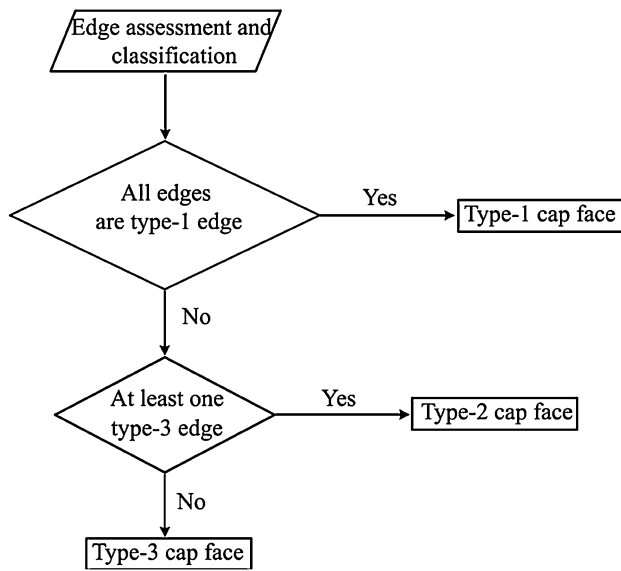 Edge assessment and
classification
All edges
are type-1 edge
Yes
Type-1 cap face
No
At least one
type-3 edge
Yes
Type-2 cap face
No
Type-3 cap face